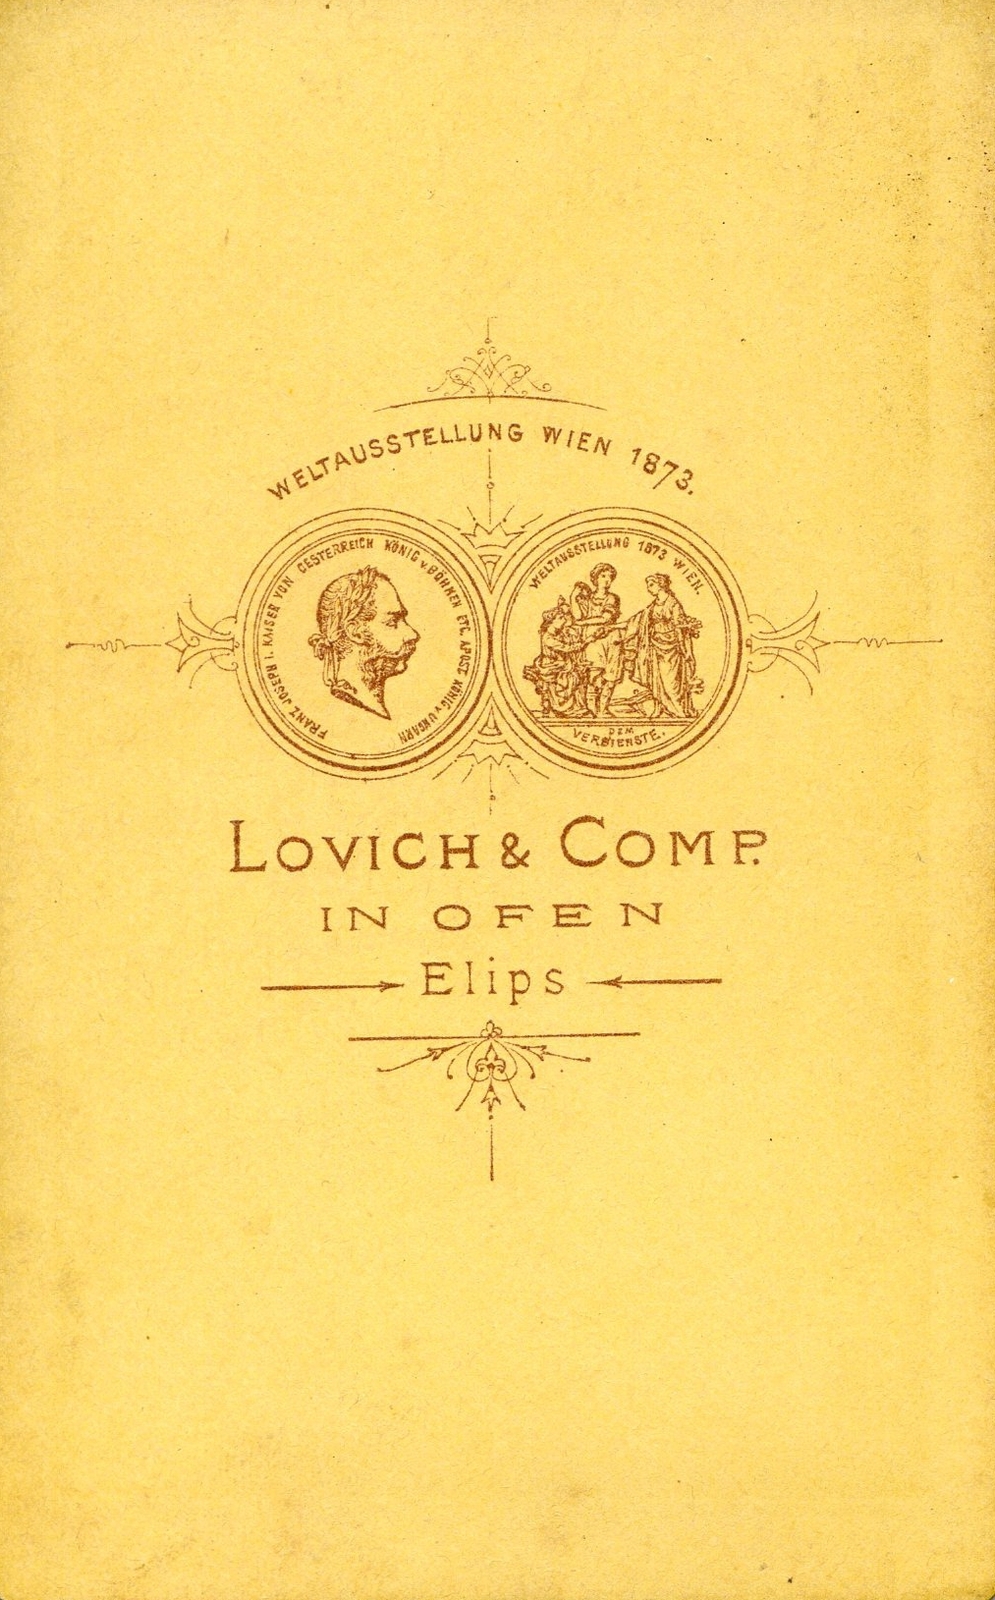 WELTAUSSTELLUNG WIEN 1873.
FRANZ JOSEPH I. KAISER VON OESTERREICH KÖNIG v. BÖHMEN ETC. APOST. KÖNIG v. UNGARN
WELTAUSSTELLUNG 1873 WIEN.
DEM
VERDIENSTE.
LOVICH & COMP.
IN OFEN
Elips